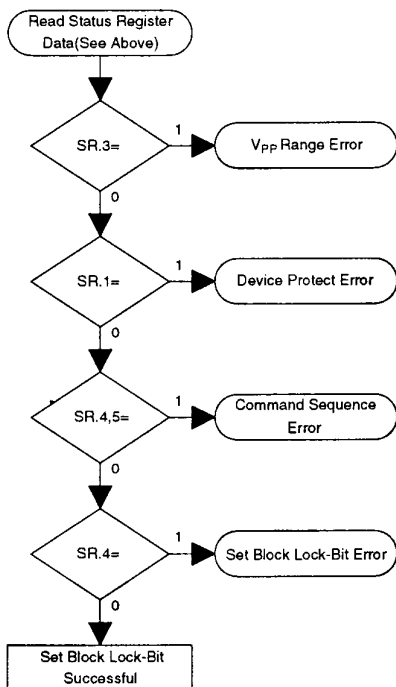 Read Status Register
Data(See Above)
SR.3=
1
VPP Range Error
0
SR.1=
1
Device Protect Error
0
SR.4,5=
1
Command Sequence
Error
0
SR.4=
1
Set Block Lock-Bit Error
0
Set Block Lock-Bit
Successful